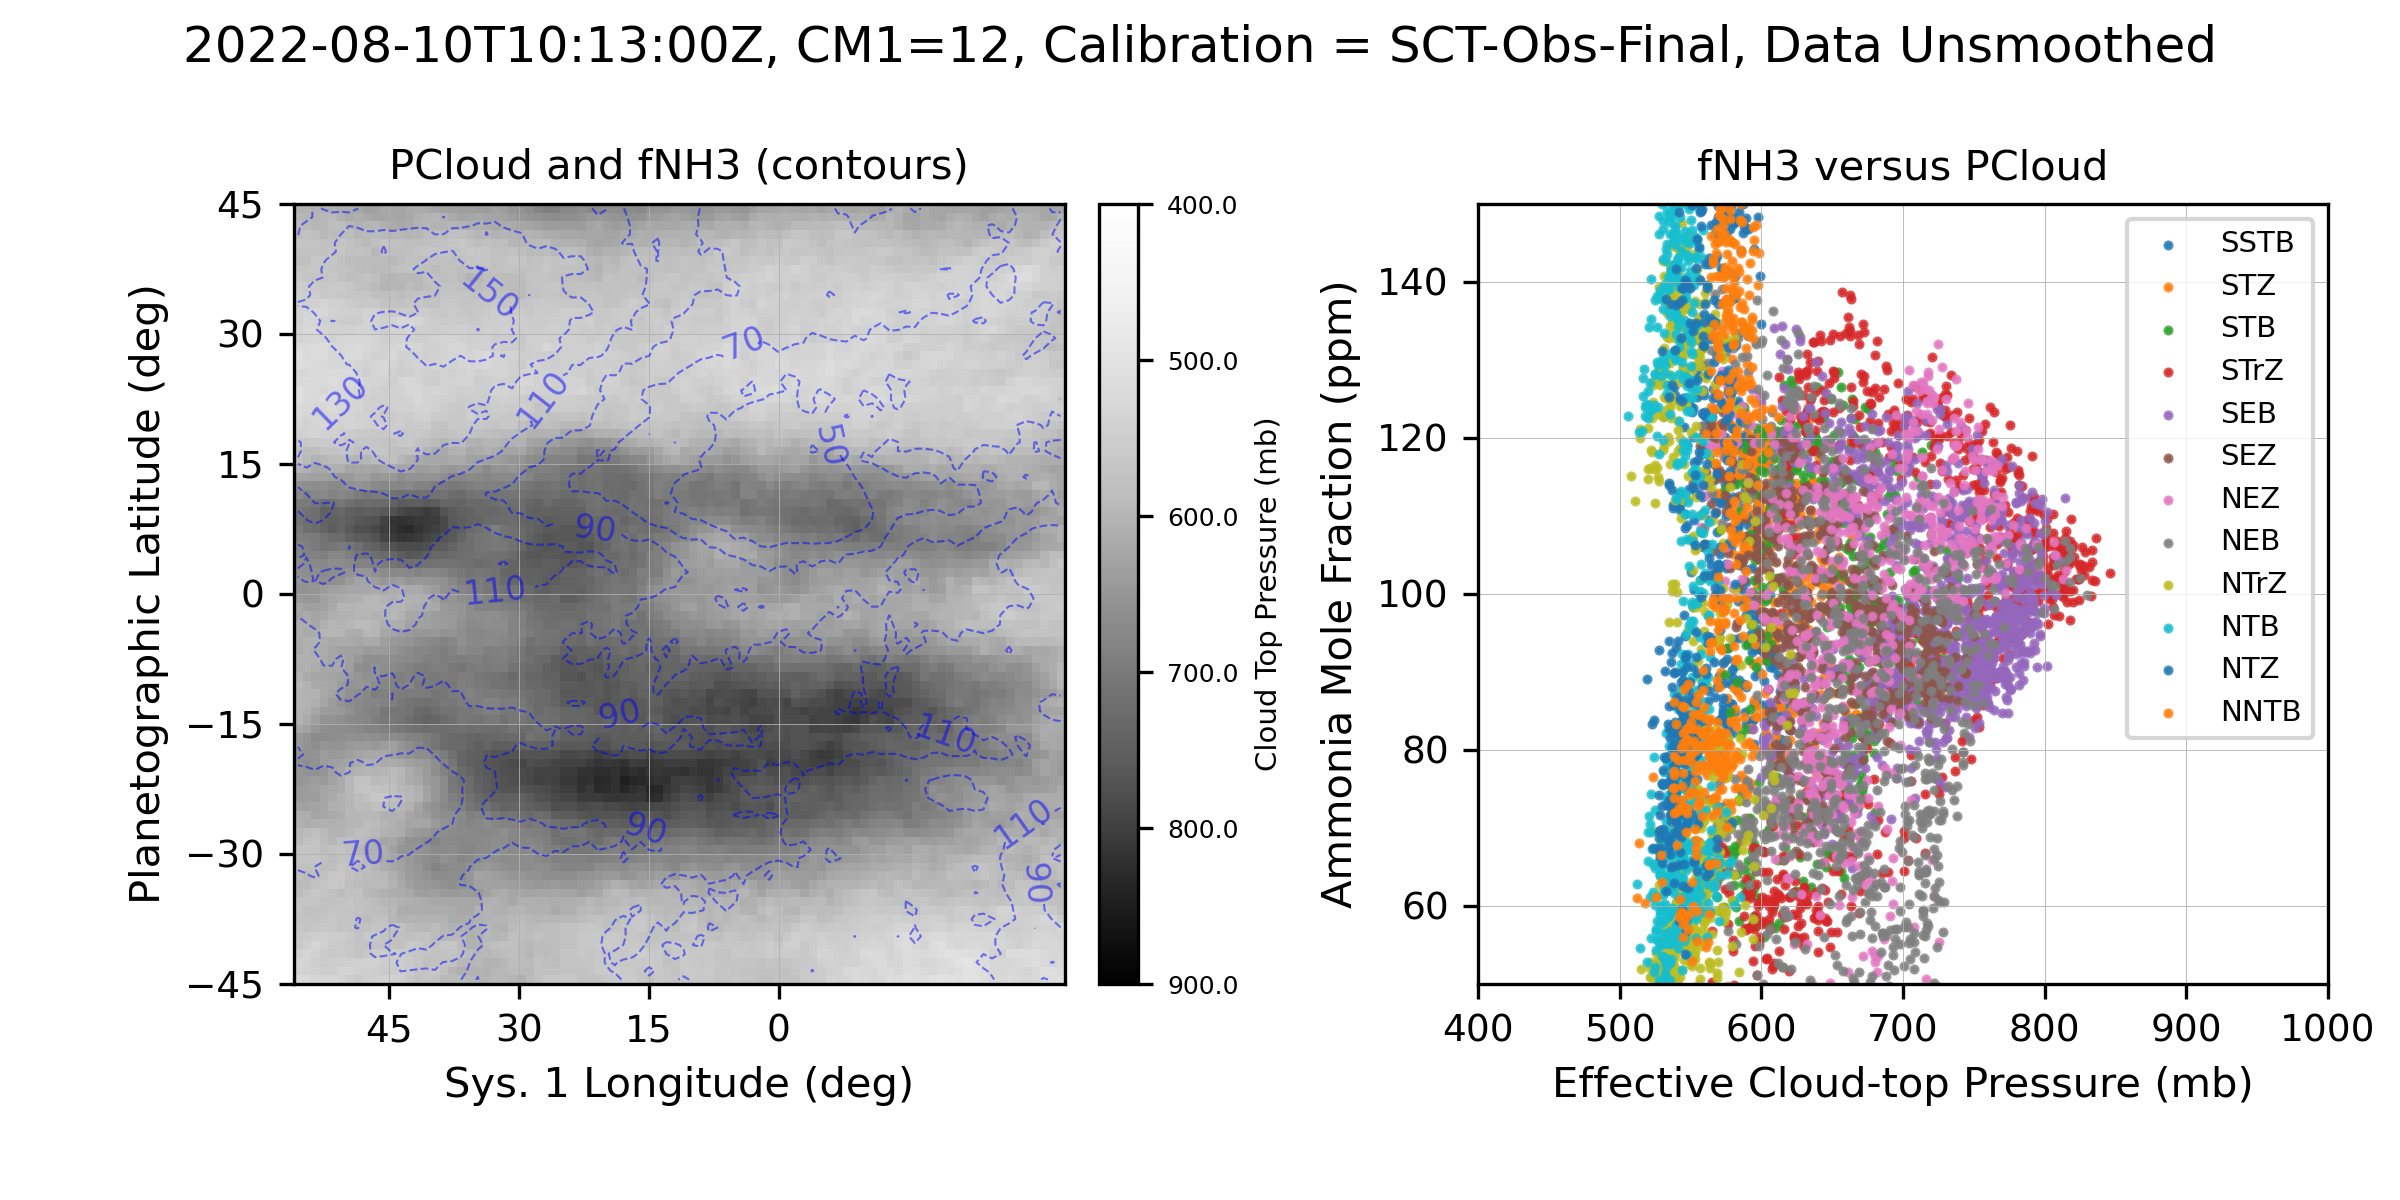 2022-08-10T10:13:00Z, CM1=12, Calibration = SCT-Obs-Final, Data Unsmoothed
PCloud and fNH3 (contours)
Planetographic Latitude (deg)
45
30
15
0
−15
−30
−45
45
30
15
0
Sys. 1 Longitude (deg)
150
130
110
70
50
90
110
90
110
90
70
110
90
400.0
500.0
600.0
700.0
800.0
900.0
Cloud Top Pressure (mb)
fNH3 versus PCloud
Ammonia Mole Fraction (ppm)
140
120
100
80
60
400
500
600
700
800
900
1000
Effective Cloud-top Pressure (mb)
SSTB
STZ
STB
STrZ
SEB
SEZ
NEZ
NEB
NTrZ
NTB
NTZ
NNTB